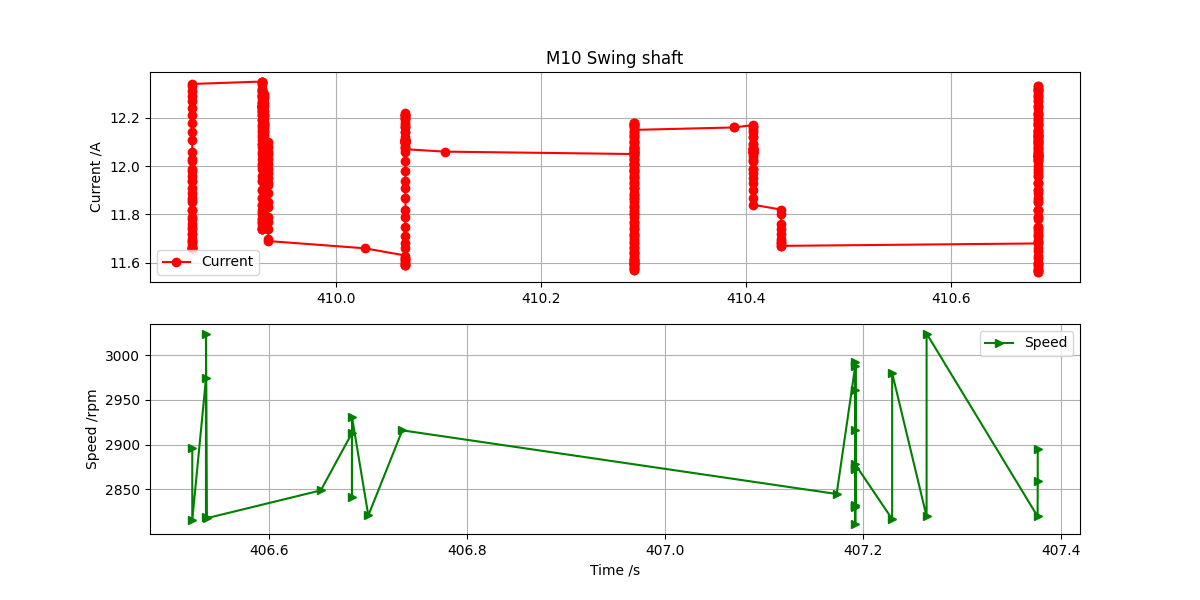 M10 Swing shaft
Current /A
12.2
12.0
11.8
11.6
Current
410.0 410.2 410.4 410.6
Speed /rpm
3000
2950
2900
2850
Speed
406.6 406.8 407.0 407.2 407.4
Time /s